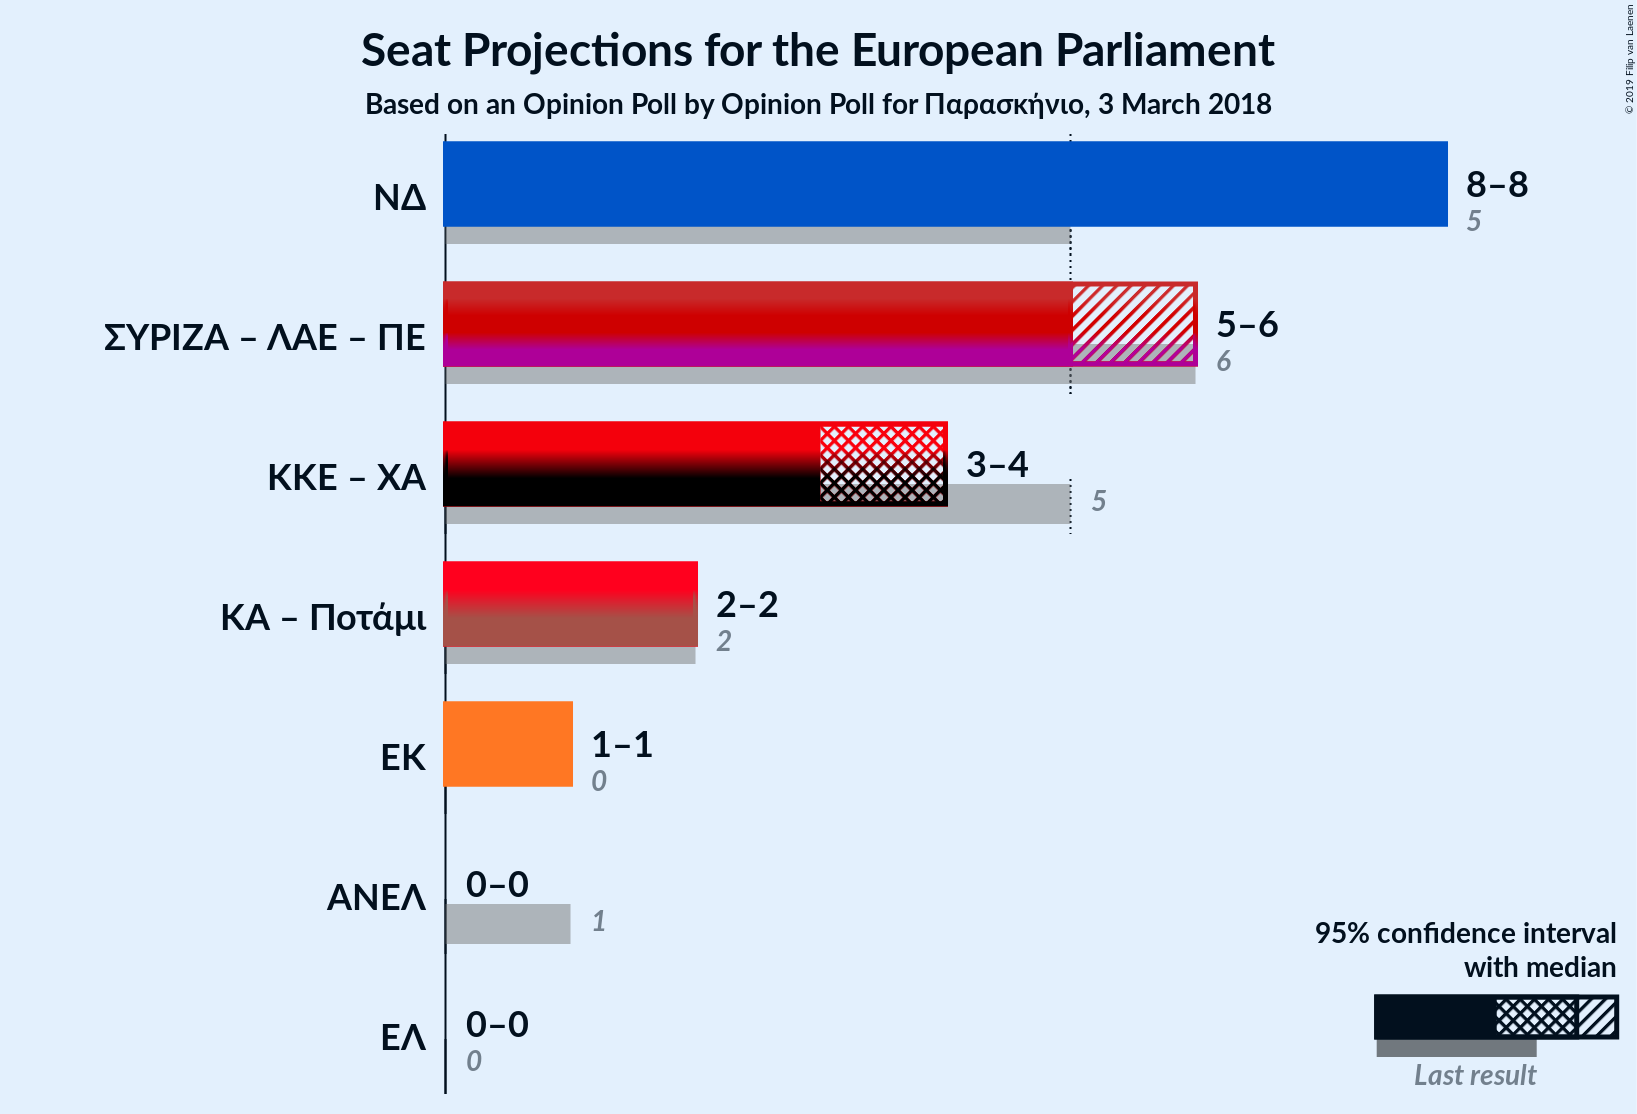 Seat Projections for the European Parliament
Based on an Opinion Poll by Opinion Poll for Παρασκήνιο, 3 March 2018
© 2019 Filip van Laenen
ΝΔ
8–8
5
ΣΥΡΙΖΑ – ΛΑΕ – ΠΕ
5–6
6
ΚΚΕ – ΧΑ
3–4
5
ΚΑ – Ποτάμι
2–2
2
ΕΚ
1–1
0
ΑΝΕΛ
0–0
1
ΕΛ
0–0
0
95% confidence interval
with median
Last result